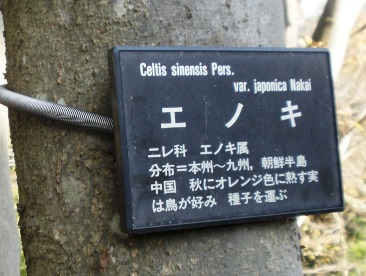 Celtis sinensis Pers.
var. japonica Nakai
エノキ
ニレ科 エノキ属
分布=本州～九州，朝鮮半島
中国 秋にオレンジ色に熟す実
は鳥が好み 種子を運ぶ